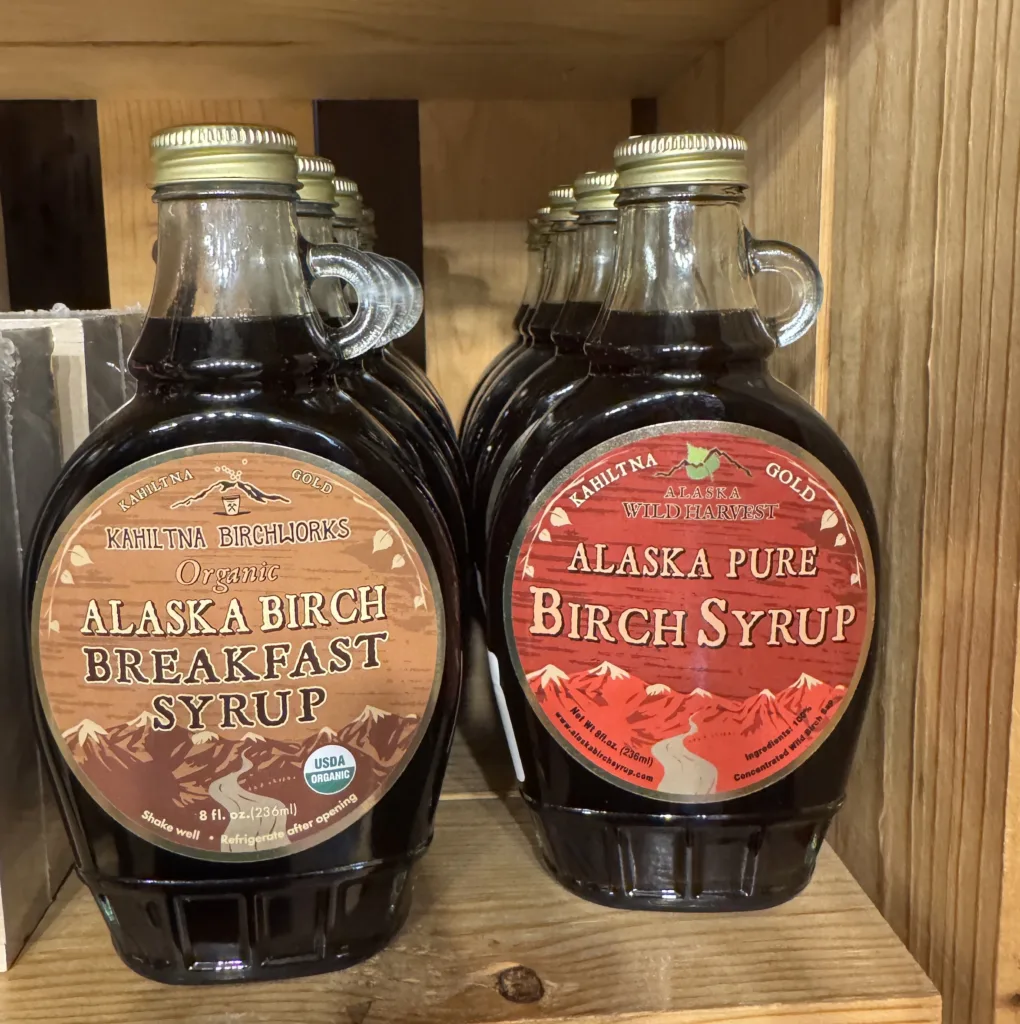 KAHILTNA GOLD
KAHILTNA BIRCHWORKS
Organic
ALASKA BIRCH
BREAKFAST
SYRUP
USDA
ORGANIC
8 fl. oz.(236ml)
Shake well • Refrigerate after opening
KAHILTNA GOLD
ALASKA
WILD HARVEST
ALASKA PURE
BIRCH SYRUP
Net Wt 8fl.oz. (236ml)
www.alaskabirchsyrup.com
Ingredients: 100%
Concentrated Wild Birch Sap